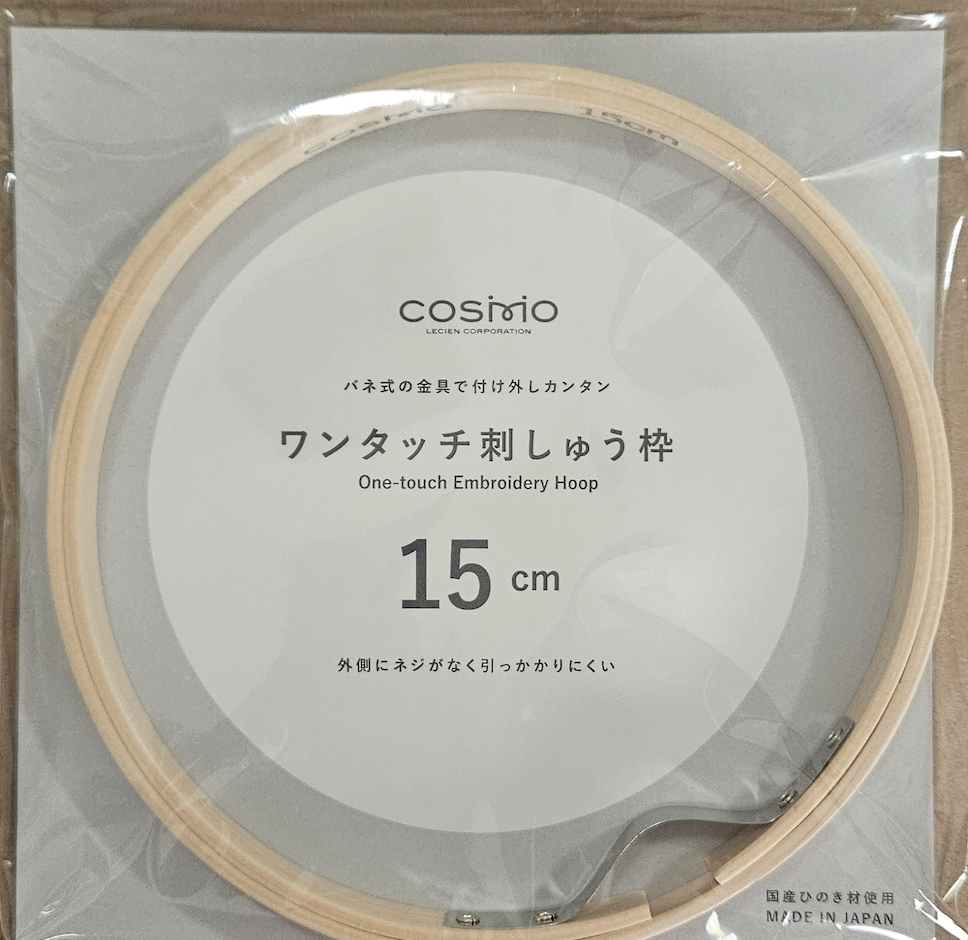 COSMO 15cm
COSMO
LECIEN CORPORATION
バネ式の金具で付け外しカンタン
ワンタッチ刺しゅう枠
One-touch Embroidery Hoop
15 cm
外側にネジがなく引っかかりにくい
国産ひのき材使用
MADE IN JAPAN